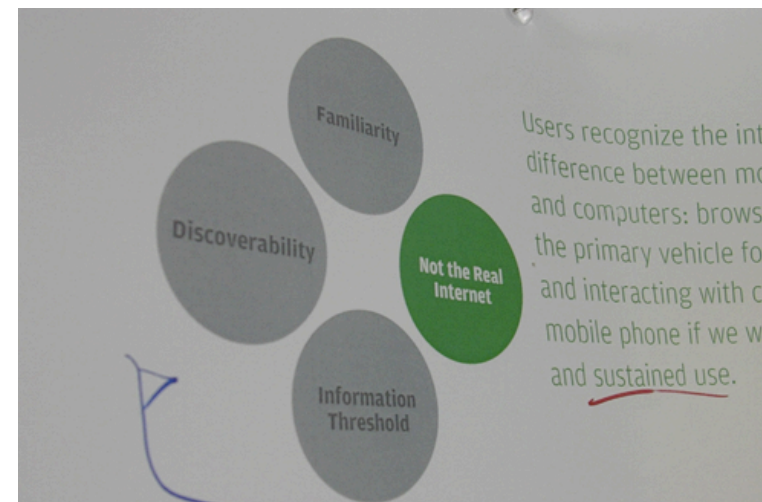 Familiarity
Discoverability
Not the Real
Internet
Information
Threshold
Users recognize the
difference between
and computers:
the primary vehicle
and interacting with
mobile phone if we
and sustained use.